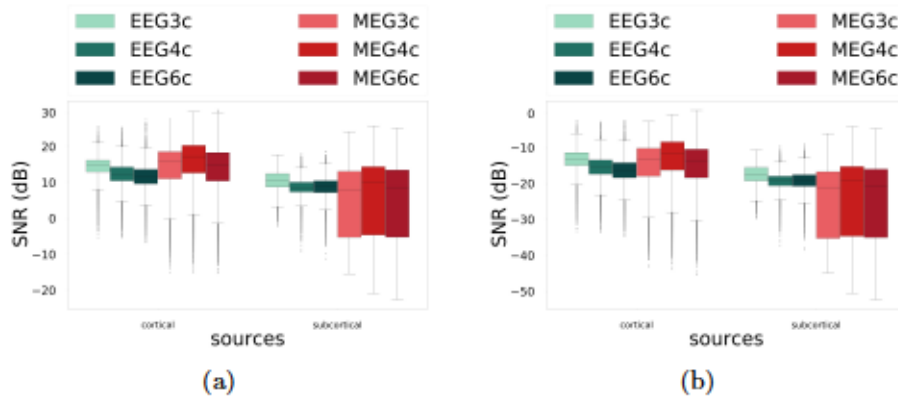 EEG3c MEG3c
EEG4c MEG4c
EEG6c MEG6c
SNR (dB)
30
20
10
0
−10
−20
cortical subcortical
sources
(a)
EEG3c MEG3c
EEG4c MEG4c
EEG6c MEG6c
SNR (dB)
0
−10
−20
−30
−40
−50
cortical subcortical
sources
(b)